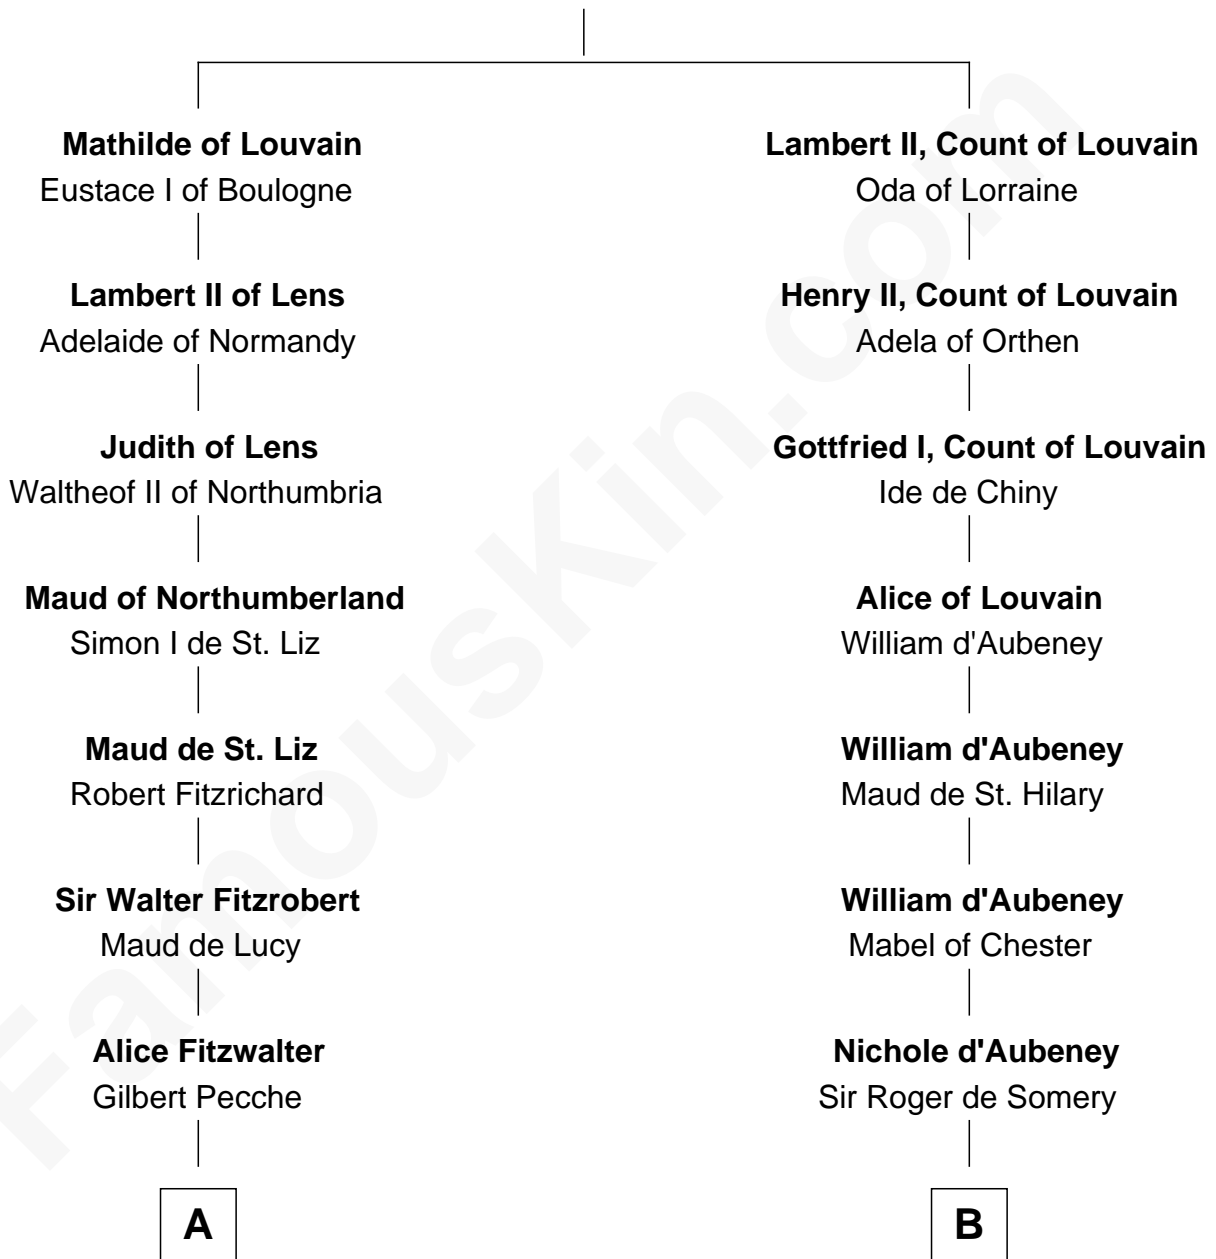 Mathilde of Louvain
Eustace I of Boulogne
Lambert II of Lens
Adelaide of Normandy
Judith of Lens
Waltheof II of Northumbria
Maud of Northumberland
Simon I de St. Liz
Maud de St. Liz
Robert Fitzrichard
Sir Walter Fitzrobert
Maud de Lucy
Alice Fitzwalter
Gilbert Pecche
A
Lambert II, Count of Louvain
Oda of Lorraine
Henry II, Count of Louvain
Adela of Orthen
Gottfried I, Count of Louvain
Ide de Chiny
Alice of Louvain
William d'Aubeney
William d'Aubeney
Maud de St. Hilary
William d'Aubeney
Mabel of Chester
Nichole d'Aubeney
Sir Roger de Somery
B
FamousKin.com